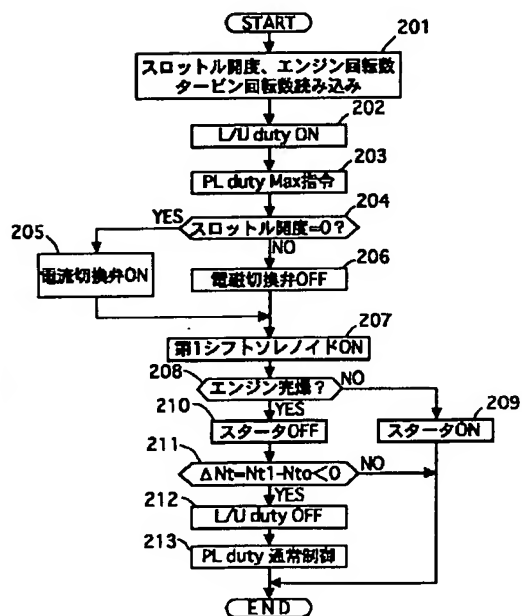 START
201
スロットル開度、エンジン回転数
タービン回転数読み込み
202
L/U duty ON
203
PL duty Max指令
204
YES
スロットル開度=0?
205
NO
206
電流切換弁ON
電磁切換弁OFF
207
第1シフトソレノイドON
208
エンジン完爆?
NO
210
YES
209
スタータOFF
スタータON
211
ΔNt=Nt1-Nto<0
NO
212
YES
L/U duty OFF
213
PL duty 通常制御
END